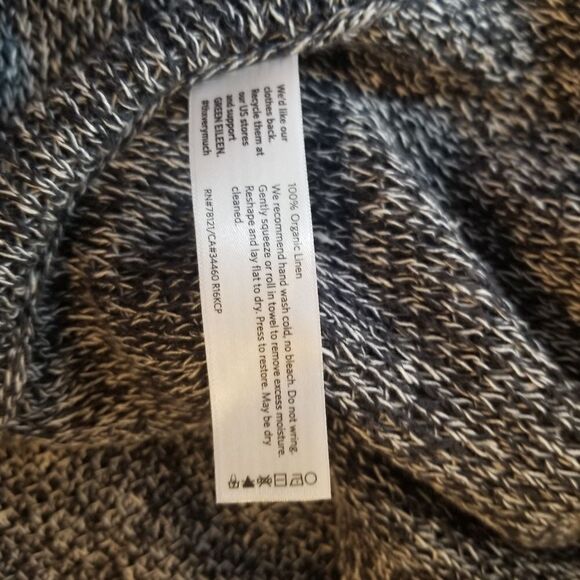 We'd like our
clothes back.
Recycle them at
our US stores
and support
GREEN EILEEN.
#thxverymuch
100% Organic Linen
We recommend hand wash cold, no bleach. Do not wring.
Gently squeeze or roll in towel to remove excess moisture.
Reshape and lay flat to dry. Press to restore. May be dry
cleaned.
RN#78121/CA#34460 R16KCP